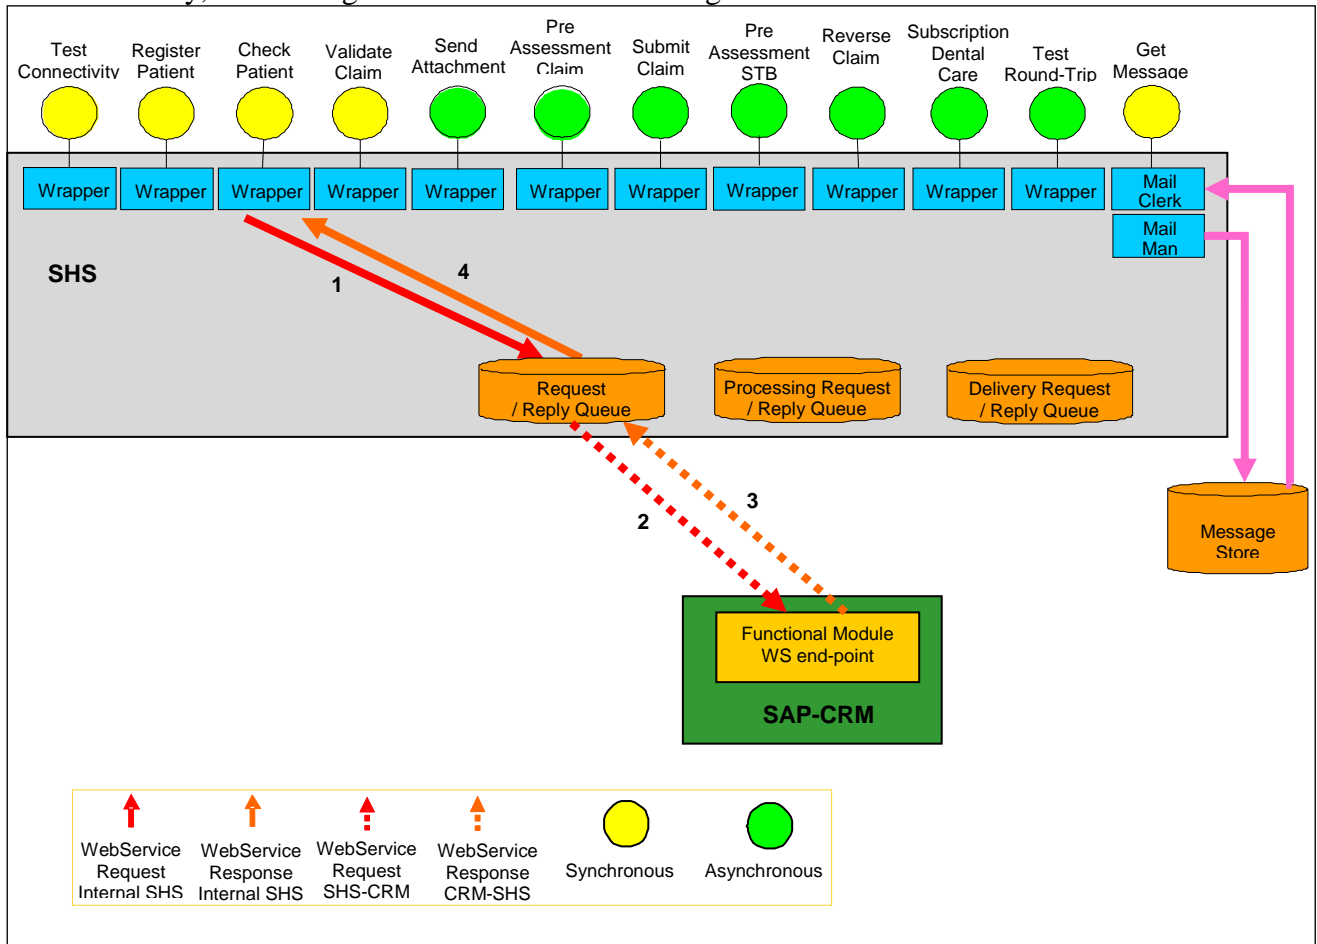 Test
Connectivity
Register
Patient
Check
Patient
Validate
Claim
Send
Attachment
Pre
Assessment
Claim
Submit
Claim
Pre
Assessment
STB
Reverse
Claim
Subscription
Dental
Care
Test
Round-Trip
Get
Message
Wrapper
Wrapper
Wrapper
Wrapper
Wrapper
Wrapper
Wrapper
Wrapper
Wrapper
Wrapper
Wrapper
Mail
Clerk
Mail
Man
SHS
1
4
Request
/ Reply Queue
Processing Request
/ Reply Queue
Delivery Request
/ Reply Queue
2
3
Message
Store
Functional Module
WS end-point
SAP-CRM
WebService
Request
Internal SHS
WebService
Response
Internal SHS
WebService
Request
SHS-CRM
WebService
Response
CRM-SHS
Synchronous
Asynchronous